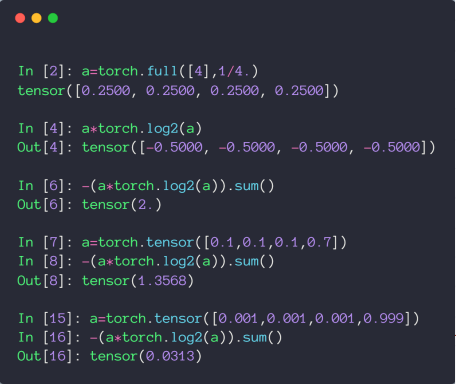 In [2]: a=torch.full([4],1/4.)
tensor([0.2500, 0.2500, 0.2500, 0.2500])
In [4]: a*torch.log2(a)
Out[4]: tensor([-0.5000, -0.5000, -0.5000, -0.5000])
In [6]: -(a*torch.log2(a)).sum()
Out[6]: tensor(2.)
In [7]: a=torch.tensor([0.1,0.1,0.1,0.7])
In [8]: -(a*torch.log2(a)).sum()
Out[8]: tensor(1.3568)
In [15]: a=torch.tensor([0.001,0.001,0.001,0.999])
In [16]: -(a*torch.log2(a)).sum()
Out[16]: tensor(0.0313)